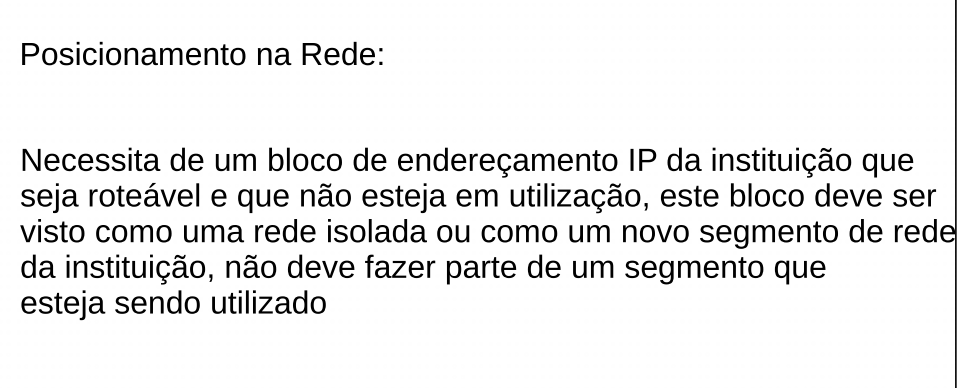 Posicionamento na Rede:
Necessita de um bloco de endereçamento IP da instituição que
seja roteável e que não esteja em utilização, este bloco deve ser
visto como uma rede isolada ou como um novo segmento de rede
da instituição, não deve fazer parte de um segmento que
esteja sendo utilizado